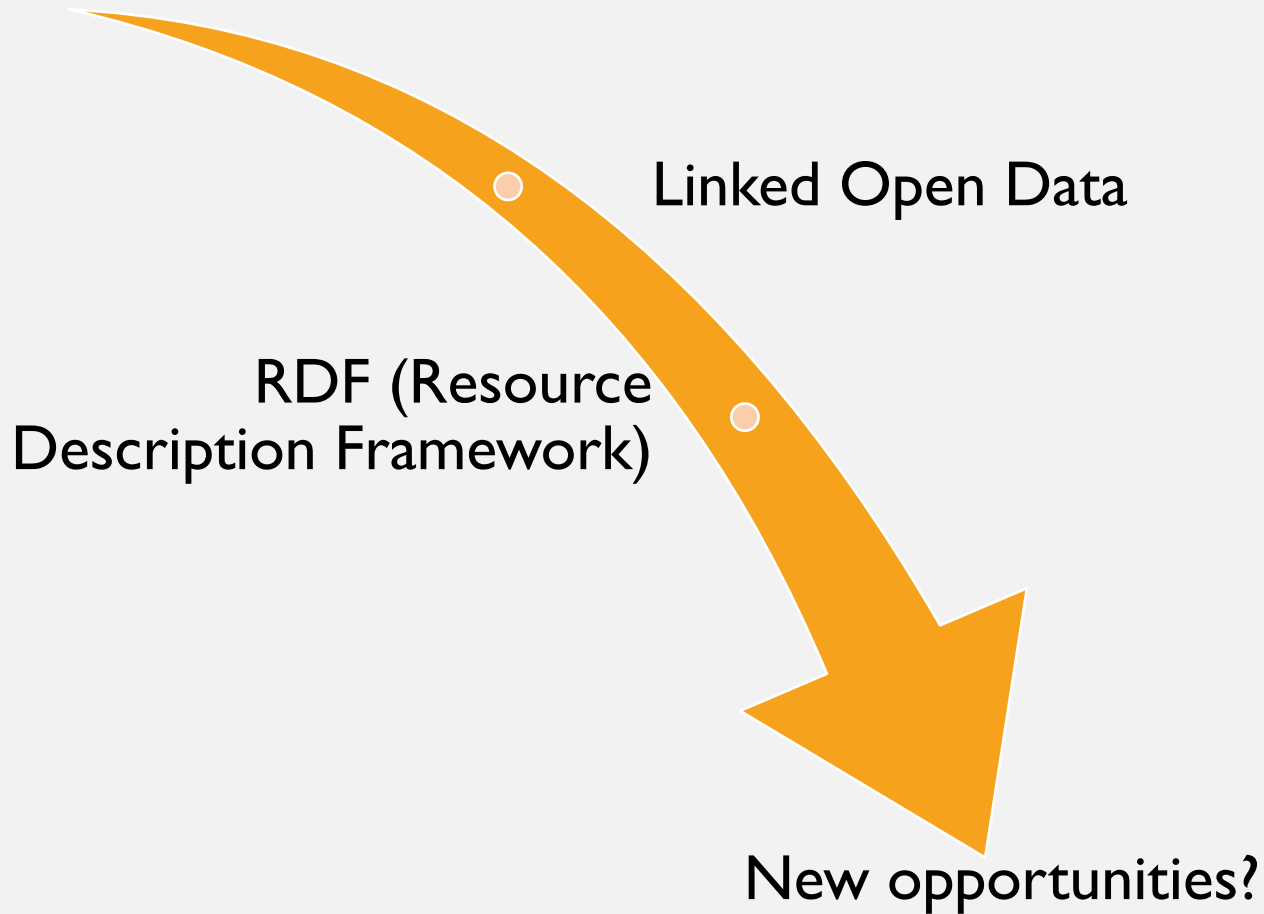 Linked Open Data
RDF (Resource
Description Framework)
New opportunities?